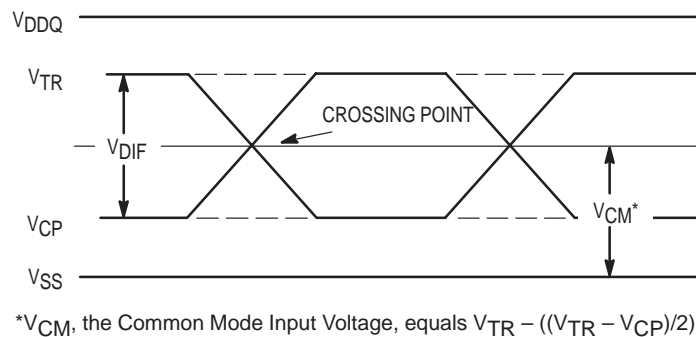 VDDQ
VTR
CROSSING POINT
VDIF
VCM*
VCP
VSS
*VCM, the Common Mode Input Voltage, equals VTR – ((VTR – VCP)/2)